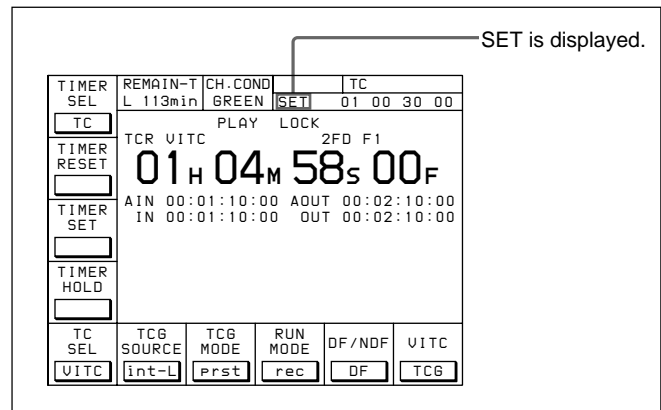 SET is displayed.
TIMER
SEL
TC
TIMER
RESET
TIMER
SET
TIMER
HOLD
TC
SEL
VITC
REMAIN-T
L 113min
CH.COND
GREEN
SET
TC
01 00 30 00
PLAY LOCK
TCR VITC 2FD F1
01H 04M 58S 00F
AIN 00:01:10:00 AOUT 00:02:10:00
IN 00:01:10:00 OUT 00:02:10:00
TCG
SOURCE
int-L
TCG
MODE
prst
RUN
MODE
rec
DF/NDF
DF
VITC
TCG